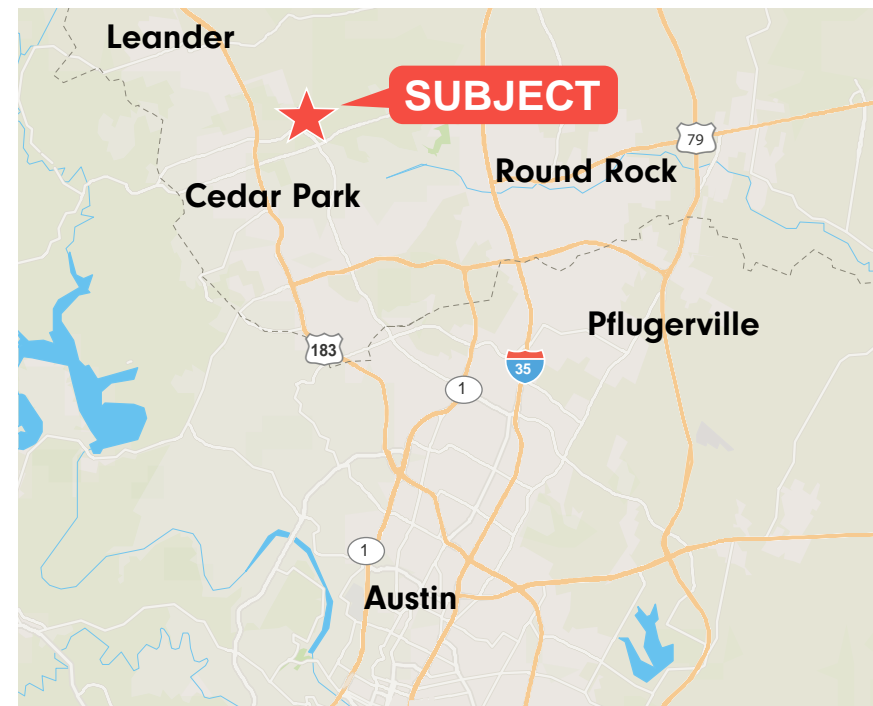 Leander
SUBJECT
79
Round Rock
Cedar Park
Pflugerville
183
35
1
1
Austin